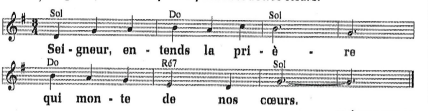 Sol Do Sol
Sei - gneur, en - tends la pri - è - re
Do Ré7 Sol
qui mon - te de nos cœurs.